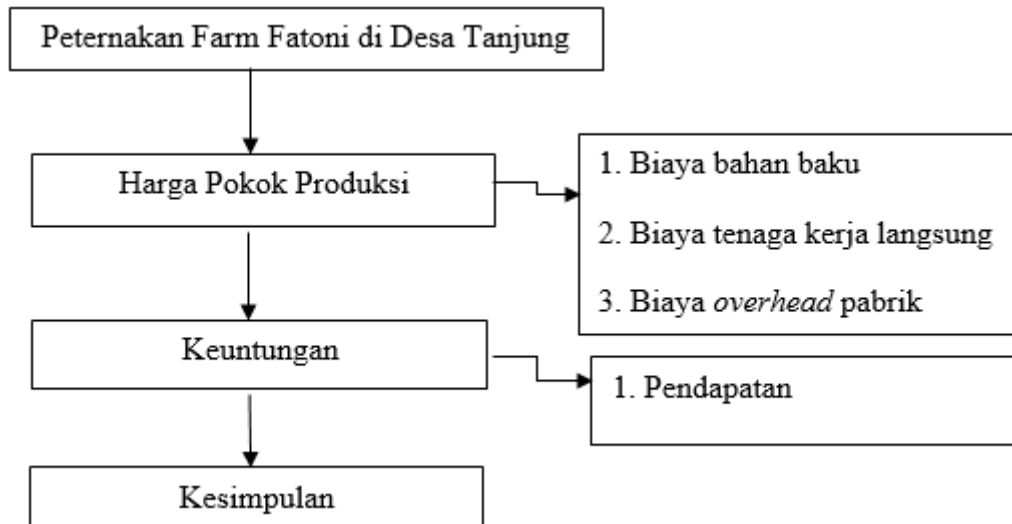 Peternakan Farm Fatoni di Desa Tanjung
Harga Pokok Produksi
1. Biaya bahan baku
2. Biaya tenaga kerja langsung
3. Biaya overhead pabrik
Keuntungan
1. Pendapatan
Kesimpulan